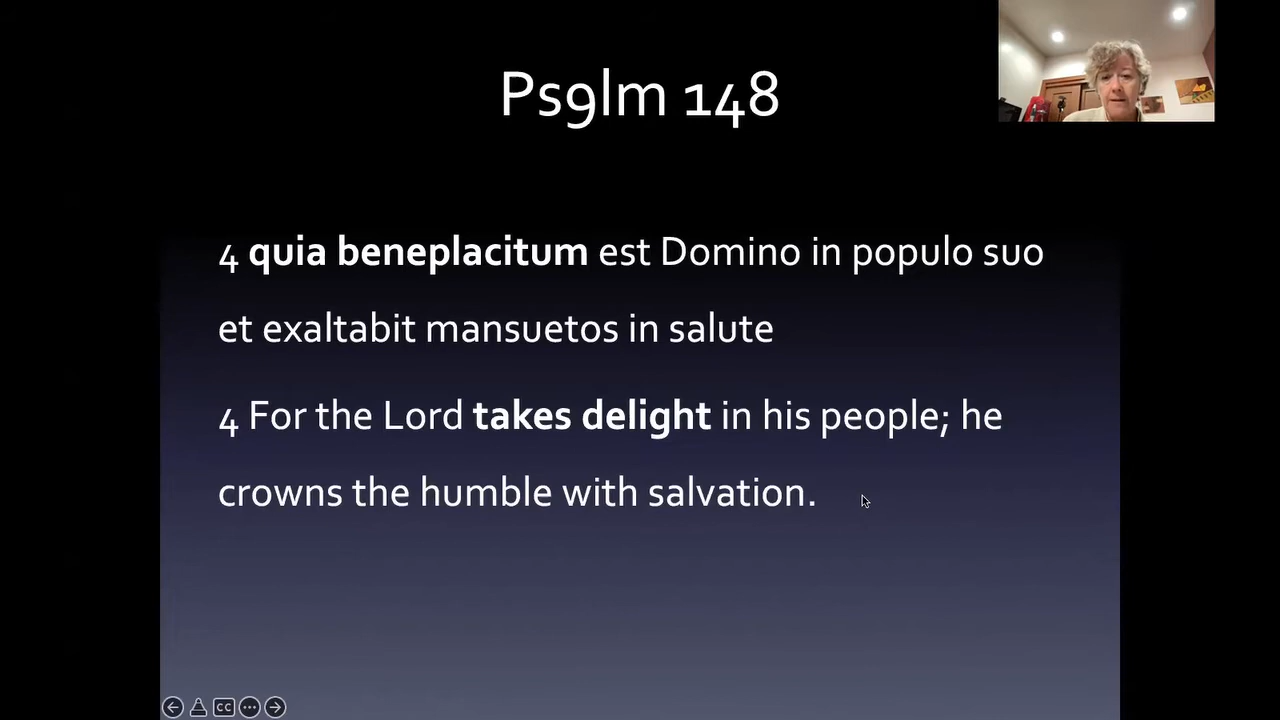 Ps9lm 148
4 quia beneplacitum est Domino in populo suo
et exaltabit mansuetos in salute
4 For the Lord takes delight in his people; he
crowns the humble with salvation.
CC